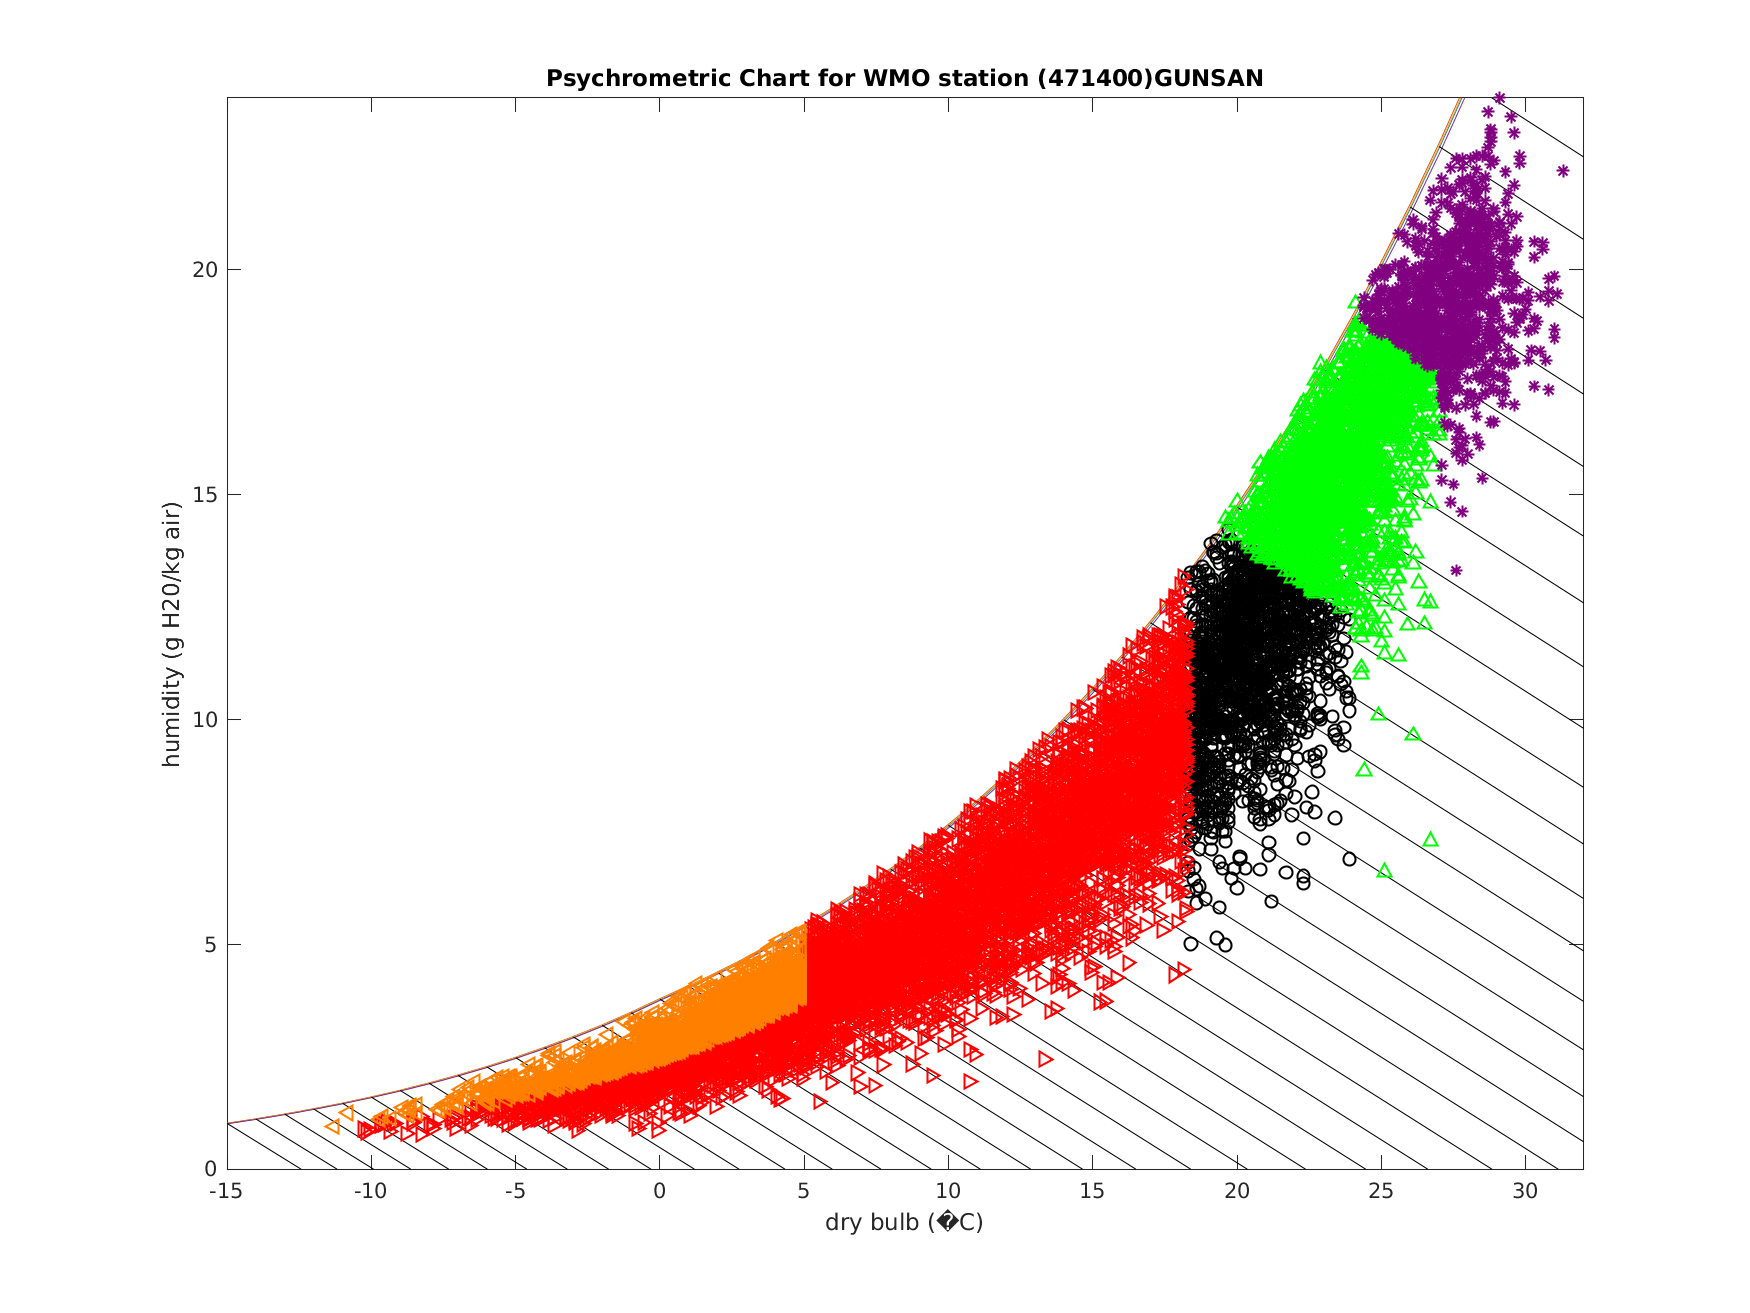 Psychrometric Chart for WMO station (471400)GUNSAN
humidity (g H20/kg air)
20
15
10
5
0
-15 -10 -5 0 5 10 15 20 25 30
dry bulb (�C)